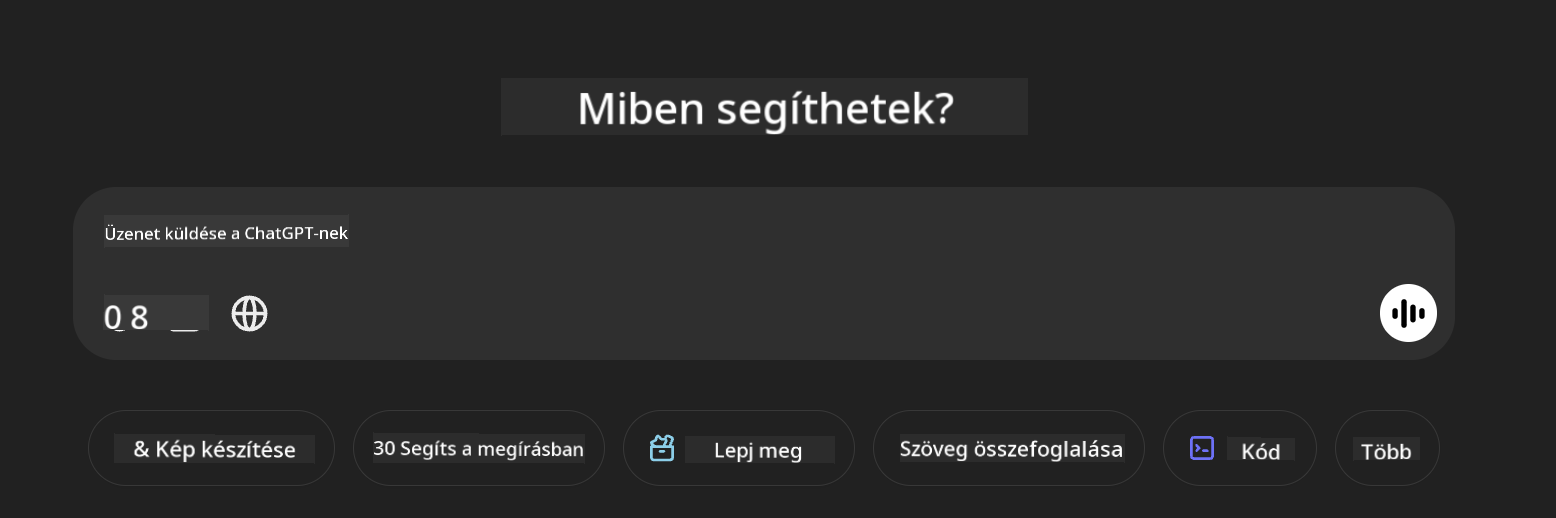 Miben segíthetek?
Üzenet küldése a ChatGPT-nek
0 8
& Kép készítése
30 Segíts a megírásban
Lepj meg
Szöveg összefoglalása
Kód
Több